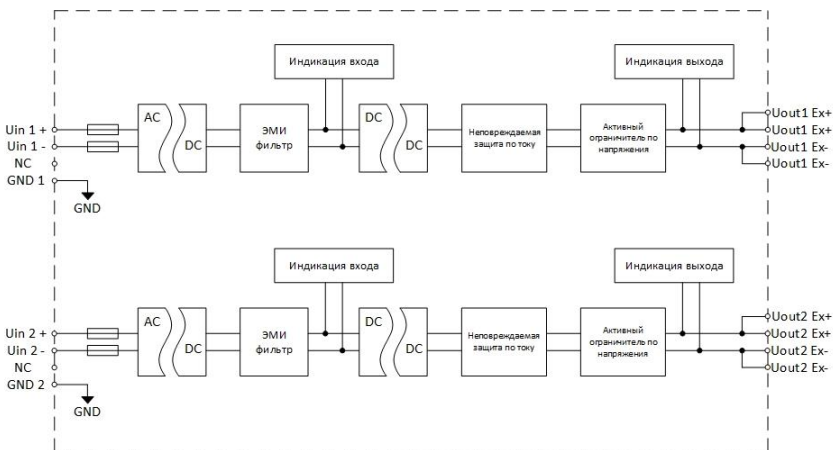 Индикация входа
Индикация выхода
Uin 1 +
Uin 1 -
NC
GND 1
GND
AC
DC
ЭМИ
фильтр
DC
DC
Неповреждаемая
защита по току
Активный
ограничитель по
напряжения
Uout1 Ex+
Uout1 Ex+
Uout1 Ex-
Uout1 Ex-
Индикация входа
Индикация выхода
Uin 2 +
Uin 2 -
NC
GND 2
GND
AC
DC
ЭМИ
фильтр
DC
DC
Неповреждаемая
защита по току
Активный
ограничитель по
напряжения
Uout2 Ex+
Uout2 Ex+
Uout2 Ex-
Uout2 Ex-